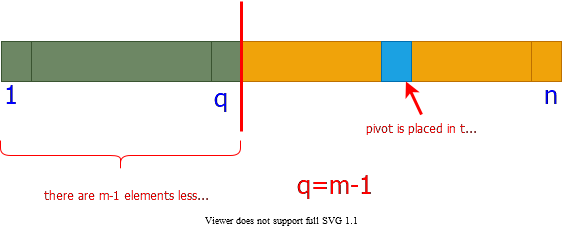 1
q
n
pivot is placed in t...
there are m-1 elements less...
q=m-1
Viewer does not support full SVG 1.1